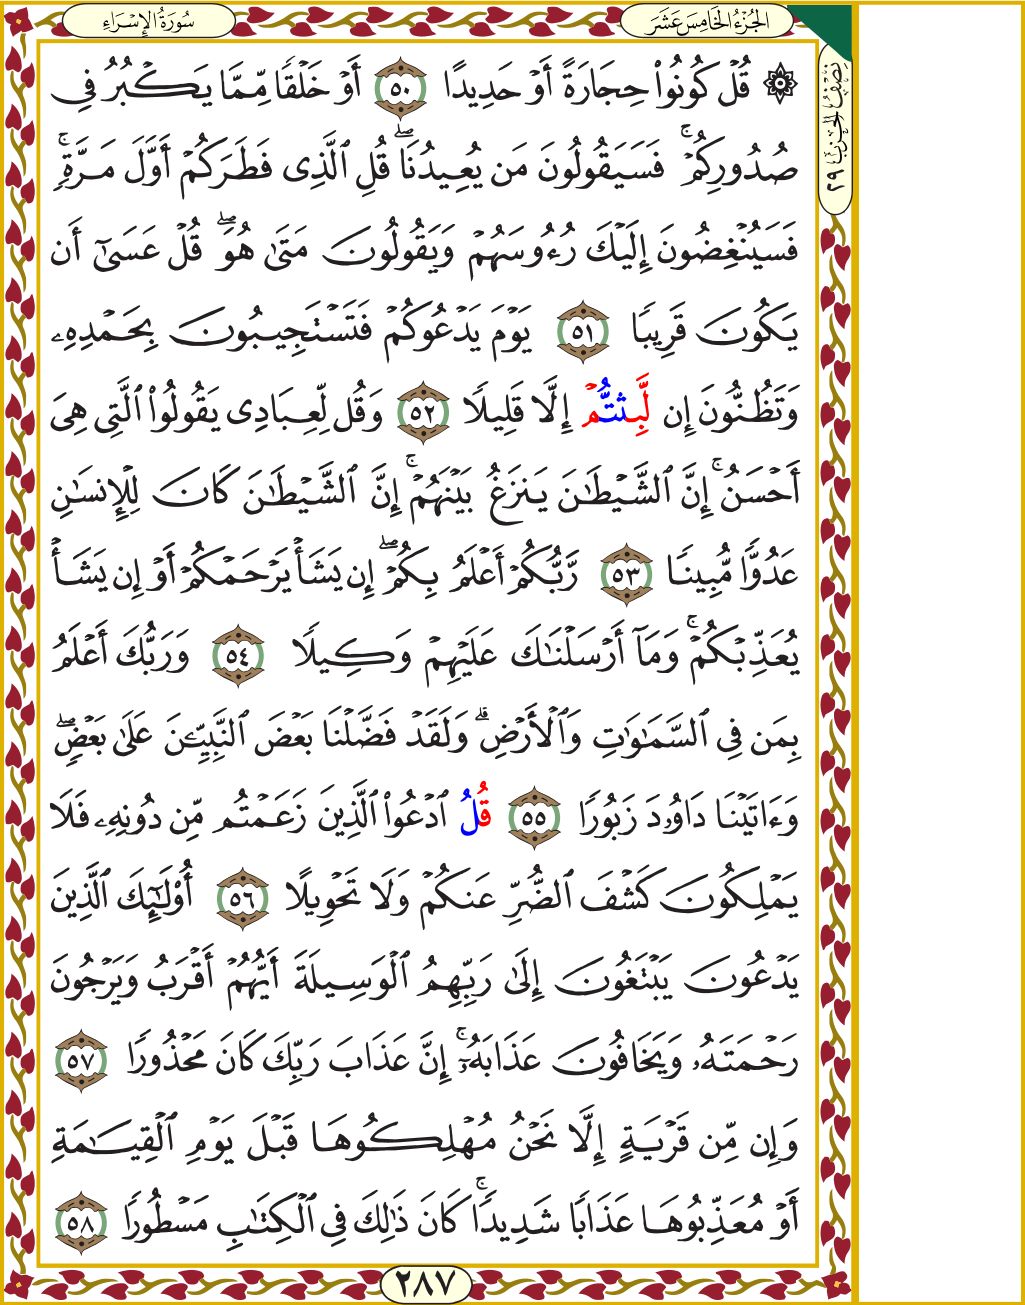 سُورَةُ الإِسْرَاءِ
الجُزْءُ الخَامِسَ عَشَرَ
نِصْفُ الحِزْبِ ٢٩
۞ قُلْ كُونُوا۟ حِجَارَةً أَوْ حَدِيدًا ٥٠ أَوْ خَلْقًا مِّمَّا يَكْبُرُ فِى
صُدُورِكُمْ ۚ فَسَيَقُولُونَ مَن يُعِيدُنَا ۖ قُلِ ٱلَّذِى فَطَرَكُمْ أَوَّلَ مَرَّةٍ ۚ
فَسَيُنْغِضُونَ إِلَيْكَ رُءُوسَهُمْ وَيَقُولُونَ مَتَىٰ هُوَ ۖ قُلْ عَسَىٰٓ أَن
يَكُونَ قَرِيبًا ٥١ يَوْمَ يَدْعُوكُمْ فَتَسْتَجِيبُونَ بِحَمْدِهِۦ
وَتَظُنُّونَ إِن لَّبِثتُّمْ إِلَّا قَلِيلًا ٥٢ وَقُل لِّعِبَادِى يَقُولُوا۟ ٱلَّتِى هِىَ
أَحْسَنُ ۚ إِنَّ ٱلشَّيْطَٰنَ يَنزَغُ بَيْنَهُمْ ۚ إِنَّ ٱلشَّيْطَٰنَ كَانَ لِلْإِنسَٰنِ
عَدُوًّا مُّبِينًا ٥٣ رَّبُّكُمْ أَعْلَمُ بِكُمْ ۖ إِن يَشَأْ يَرْحَمْكُمْ أَوْ إِن يَشَأْ
يُعَذِّبْكُمْ ۚ وَمَآ أَرْسَلْنَٰكَ عَلَيْهِمْ وَكِيلًا ٥٤ وَرَبُّكَ أَعْلَمُ
بِمَن فِى ٱلسَّمَٰوَٰتِ وَٱلْأَرْضِ ۗ وَلَقَدْ فَضَّلْنَا بَعْضَ ٱلنَّبِيِّـۧنَ عَلَىٰ بَعْضٍ ۖ
وَءَاتَيْنَا دَاوُۥدَ زَبُورًا ٥٥ قُلُ ٱدْعُوا۟ ٱلَّذِينَ زَعَمْتُم مِّن دُونِهِۦ فَلَا
يَمْلِكُونَ كَشْفَ ٱلضُّرِّ عَنكُمْ وَلَا تَحْوِيلًا ٥٦ أُو۟لَٰٓئِكَ ٱلَّذِينَ
يَدْعُونَ يَبْتَغُونَ إِلَىٰ رَبِّهِمُ ٱلْوَسِيلَةَ أَيُّهُمْ أَقْرَبُ وَيَرْجُونَ
رَحْمَتَهُۥ وَيَخَافُونَ عَذَابَهُۥٓ ۚ إِنَّ عَذَابَ رَبِّكَ كَانَ مَحْذُورًا ٥٧
وَإِن مِّن قَرْيَةٍ إِلَّا نَحْنُ مُهْلِكُوهَا قَبْلَ يَوْمِ ٱلْقِيَٰمَةِ
أَوْ مُعَذِّبُوهَا عَذَابًا شَدِيدًا ۚ كَانَ ذَٰلِكَ فِى ٱلْكِتَٰبِ مَسْطُورًا ٥٨
٢٨٧